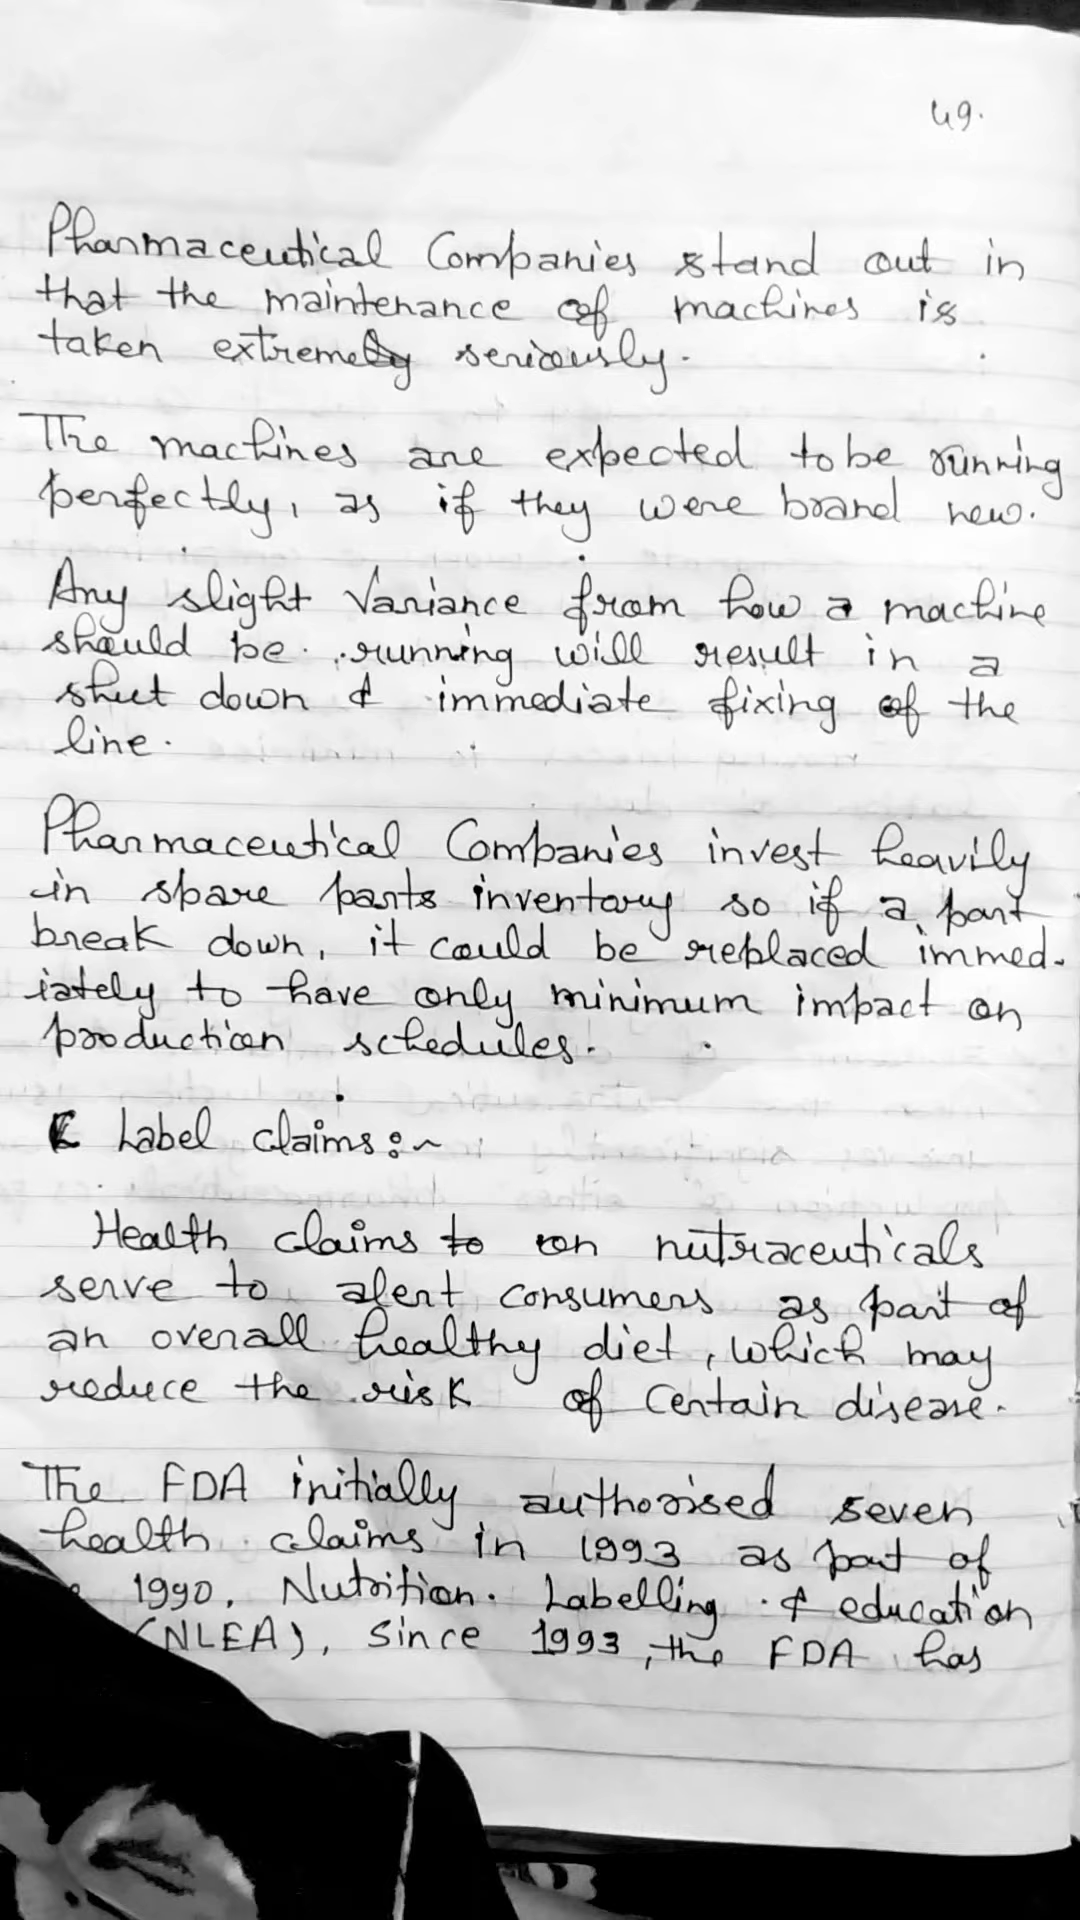 49.
Pharmaceutical Companies stand out in
that the maintenance of machines is
taken extremely seriously.
The machines are expected to be running
perfectly, as if they were brand new.
Any slight Variance from how a machine
should be running will result in a
shut down & immediate fixing of the
line.
Pharmaceutical Companies invest heavily
in spare parts inventory so if a part
break down, it could be replaced immed-
iately to have only minimum impact on
production schedules.
Label claims:~
Health claims to on nutraceuticals
serve to alert consumers as part of
an overall healthy diet, which may
reduce the risk of Certain disease.
The FDA initially authorised seven
health claims in 1993 as part of
1990, Nutrition. Labelling & education
(NLEA), Since 1993, the FDA has